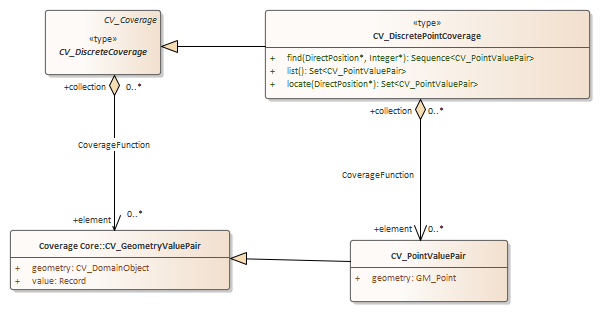 CV_Coverage
«type»
CV_DiscreteCoverage
«type»
CV_DiscretePointCoverage
+ find(DirectPosition*, Integer*): Sequence<CV_PointValuePair>
+ list(): Set<CV_PointValuePair>
+ locate(DirectPosition*): Set<CV_PointValuePair>
+collection 0..*
+collection 0..*
CoverageFunction
CoverageFunction
+element 0..*
+element 0..*
Coverage Core::CV_GeometryValuePair
+ geometry: CV_DomainObject
+ value: Record
CV_PointValuePair
+ geometry: GM_Point